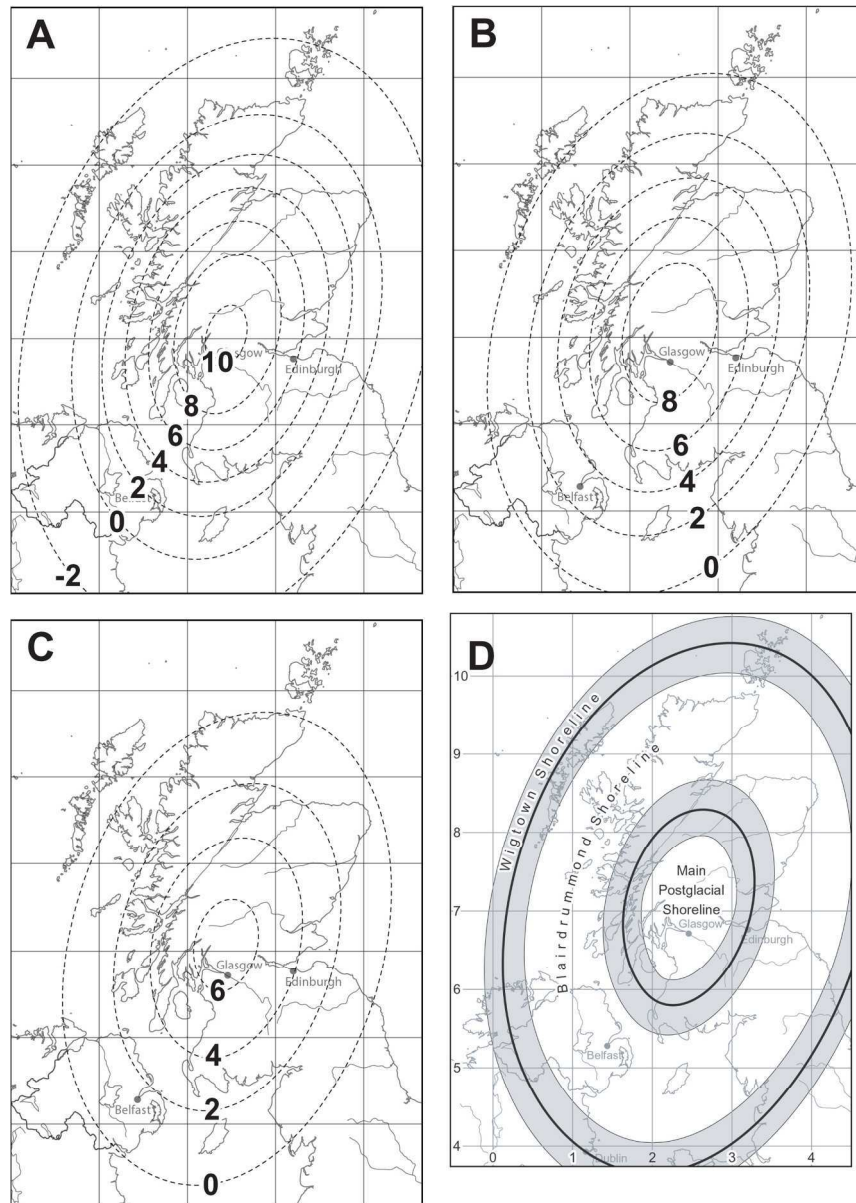 A
Glasgow
10
Edinburgh
8
6
4
2
Belfast
0
-2
B
Glasgow
Edinburgh
8
6
4
Belfast
2
0
C
Glasgow
Edinburgh
6
4
2
Belfast
0
D
10
9
8
7
6
5
4
0
1
2
3
4
Wigtown Shoreline
Blairdrummond Shoreline
Main
Postglacial
Shoreline
Glasgow
Edinburgh
Belfast
Dublin